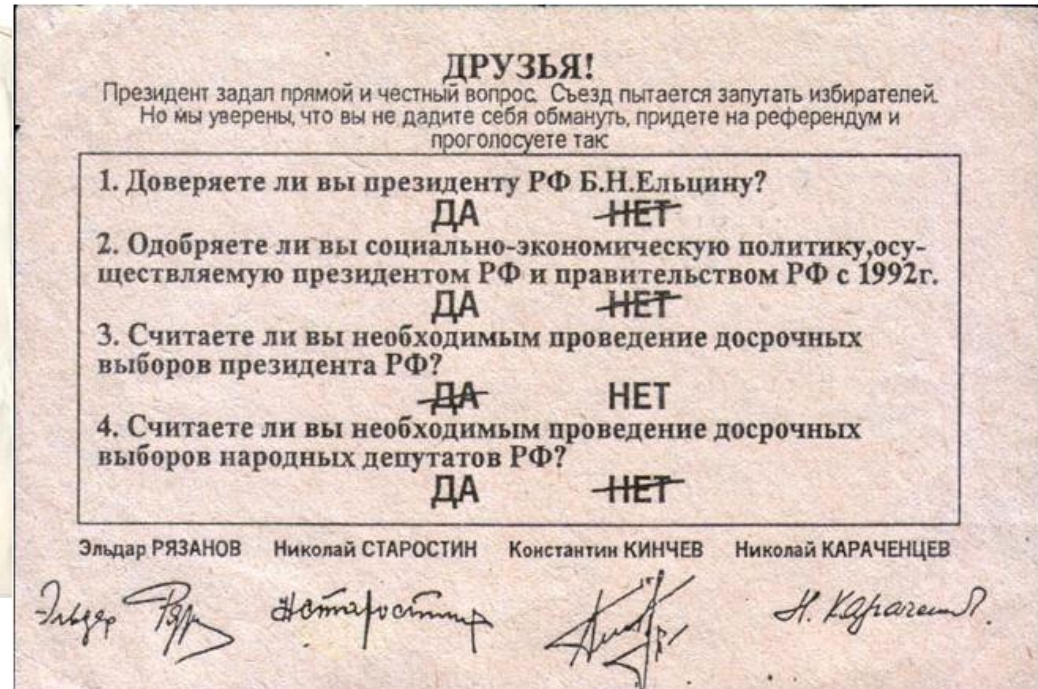 ДРУЗЬЯ!
Президент задал прямой и честный вопрос. Съезд пытается запутать избирателей.
Но мы уверены, что вы не дадите себя обмануть, придете на референдум и
проголосуете так:
1. Доверяете ли вы президенту РФ Б.Н.Ельцину?
ДА НЕТ
2. Одобряете ли вы социально-экономическую политику,осу-
ществляемую президентом РФ и правительством РФ с 1992г.
ДА НЕТ
3. Считаете ли вы необходимым проведение досрочных
выборов президента РФ?
ДА НЕТ
4. Считаете ли вы необходимым проведение досрочных
выборов народных депутатов РФ?
ДА НЕТ
Эльдар РЯЗАНОВ Николай СТАРОСТИН Константин КИНЧЕВ Николай КАРАЧЕНЦЕВ
Эльдар НСтаростин Н. Караченц